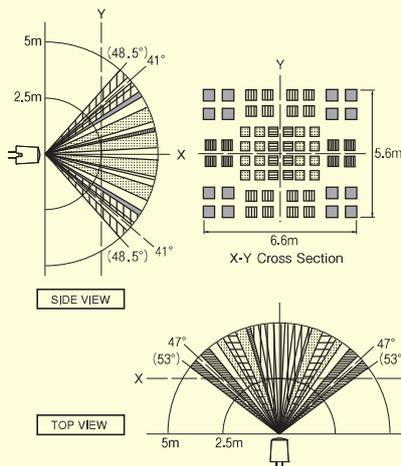 Y
5m
(48.5°)
41°
2.5m
X
41°
(48.5°)
SIDE VIEW
Y
X
5.6m
6.6m
X-Y Cross Section
47°
(53°)
47°
(53°)
X
TOP VIEW
5m
2.5m